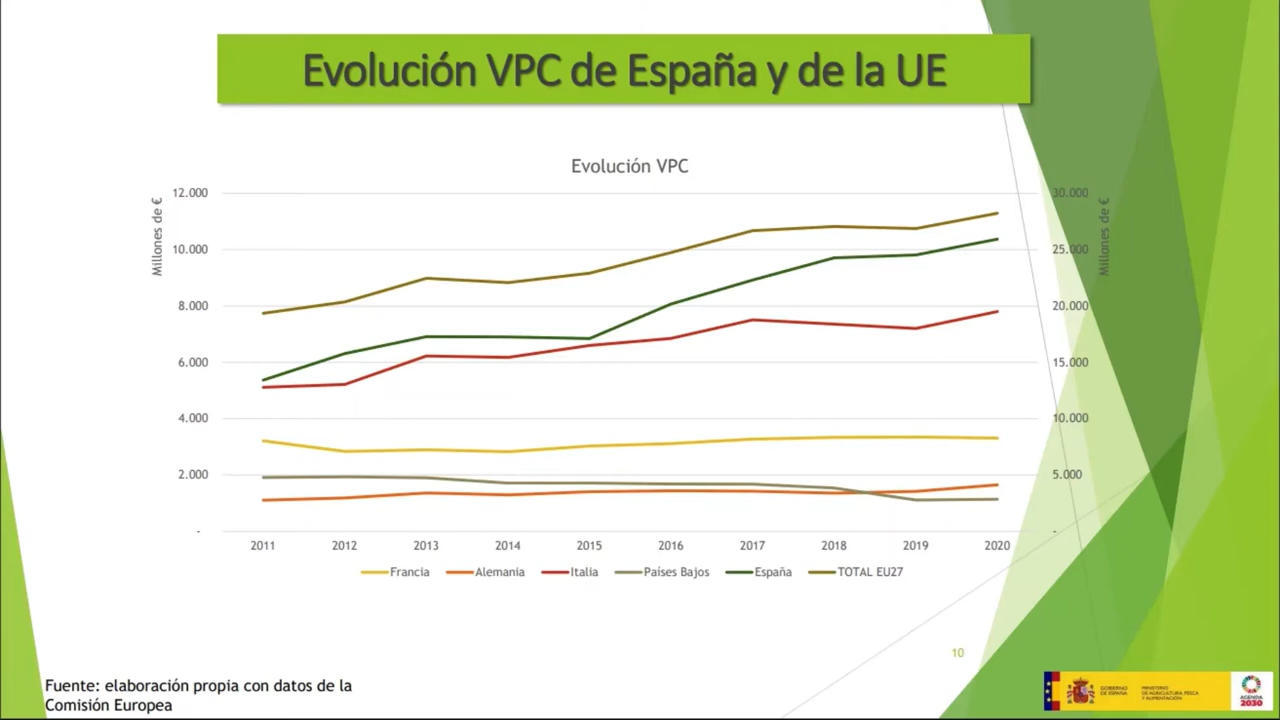 Evolución VPC de España y de la UE
Evolución VPC
Millones de €
12.000
10.000
8.000
6.000
4.000
2.000
-
30.000
25.000
20.000
15.000
10.000
5.000
-
Millones de €
2011 2012 2013 2014 2015 2016 2017 2018 2019 2020
Francia Alemania Italia Países Bajos España TOTAL EU27
10
Fuente: elaboración propia con datos de la
Comisión Europea
GOBIERNO
DE ESPAÑA
MINISTERIO
DE AGRICULTURA, PESCA
Y ALIMENTACIÓN
AGENDA
2030